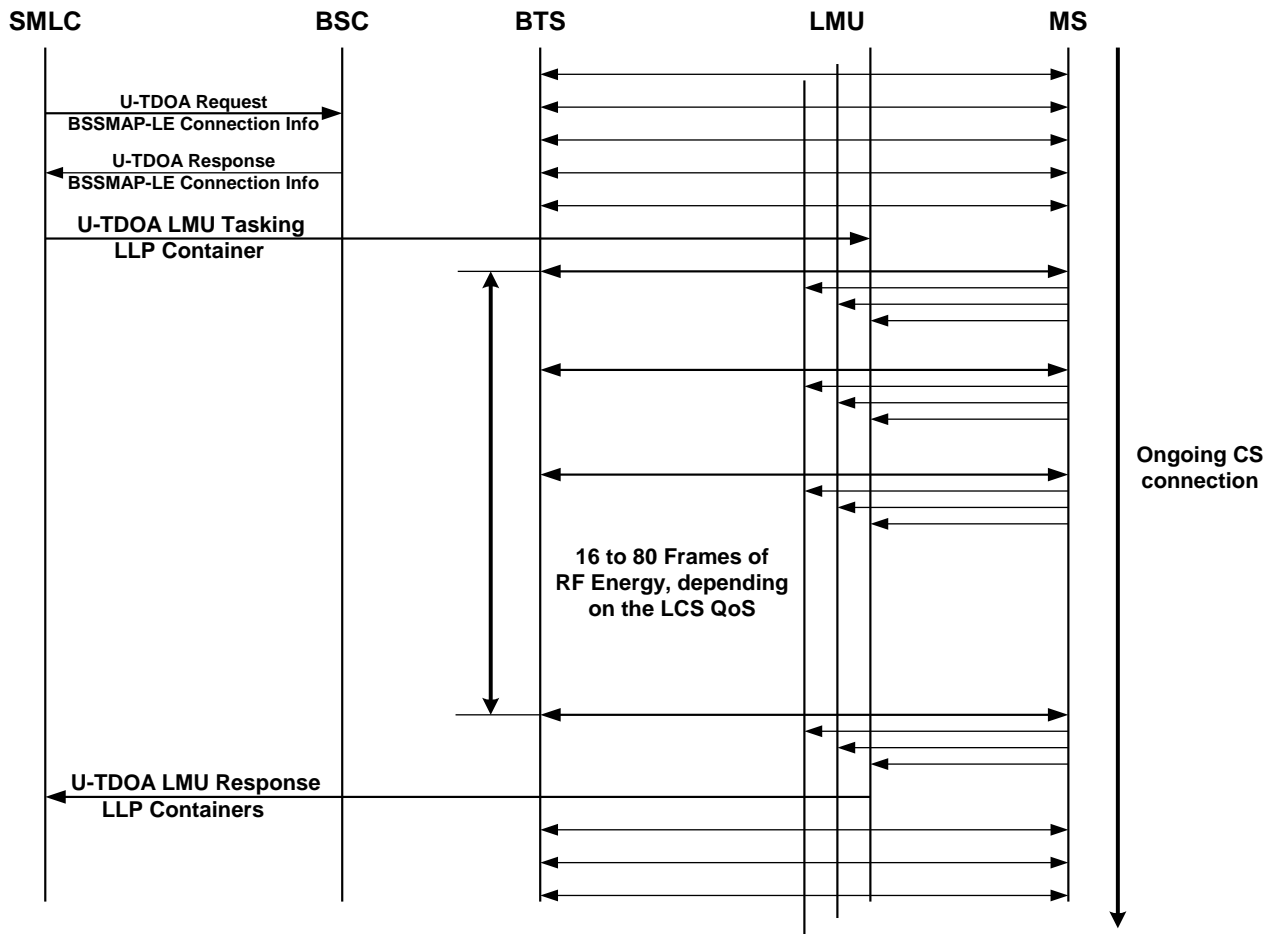 SMLC
BSC
BTS
LMU
MS
U-TDOA Request
BSSMAP-LE Connection Info
U-TDOA Response
BSSMAP-LE Connection Info
U-TDOA LMU Tasking
LLP Container
Ongoing CS
connection
16 to 80 Frames of
RF Energy, depending
on the LCS QoS
U-TDOA LMU Response
LLP Containers